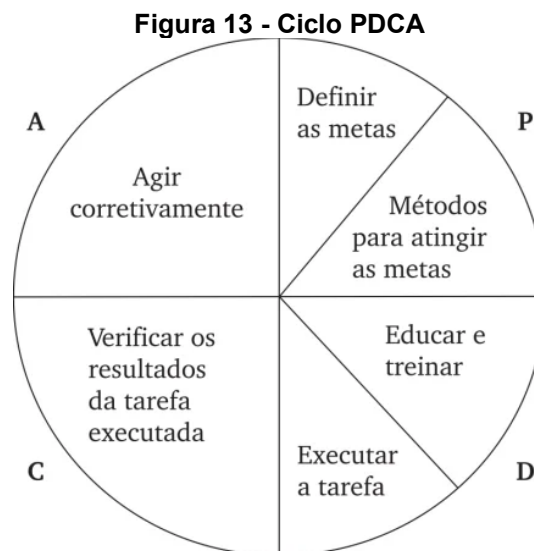 Figura 13 - Ciclo PDCA
A
Agir
corretivamente
Definir
as metas
P
Métodos
para atingir
as metas
Educar e
treinar
D
Executar
a tarefa
Verificar os
resultados
da tarefa
executada
C